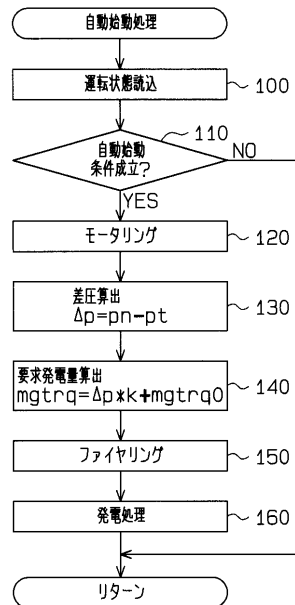 自動始動処理
運転状態読込
100
110
自動始動
条件成立?
NO
YES
モータリング
120
差圧算出
Δp=pn-pt
130
要求発電量算出
mgtrq=Δp*k+mgtrq0
140
ファイヤリング
150
発電処理
160
リターン